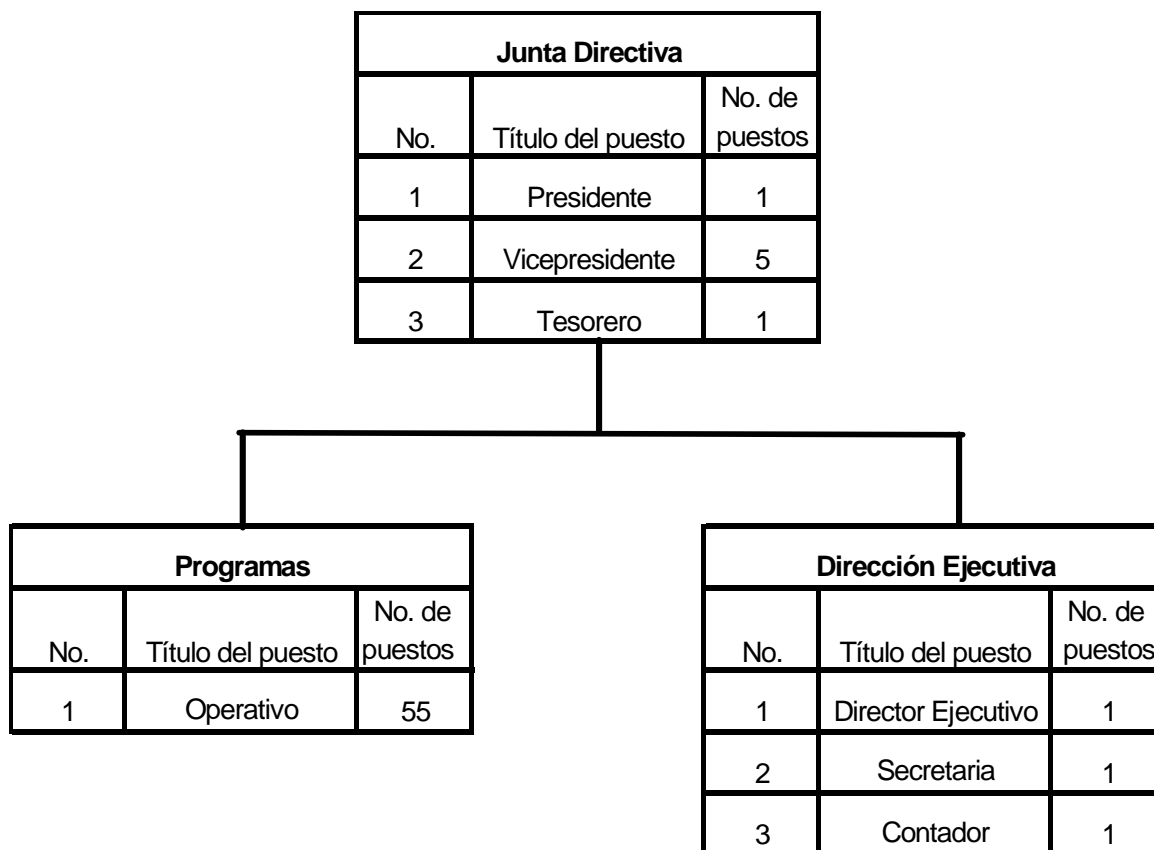 Junta Directiva
No. Título del puesto No. de puestos
1 Presidente 1
2 Vicepresidente 5
3 Tesorero 1
Programas
No. Título del puesto No. de puestos
1 Operativo 55
Dirección Ejecutiva
No. Título del puesto No. de puestos
1 Director Ejecutivo 1
2 Secretaria 1
3 Contador 1